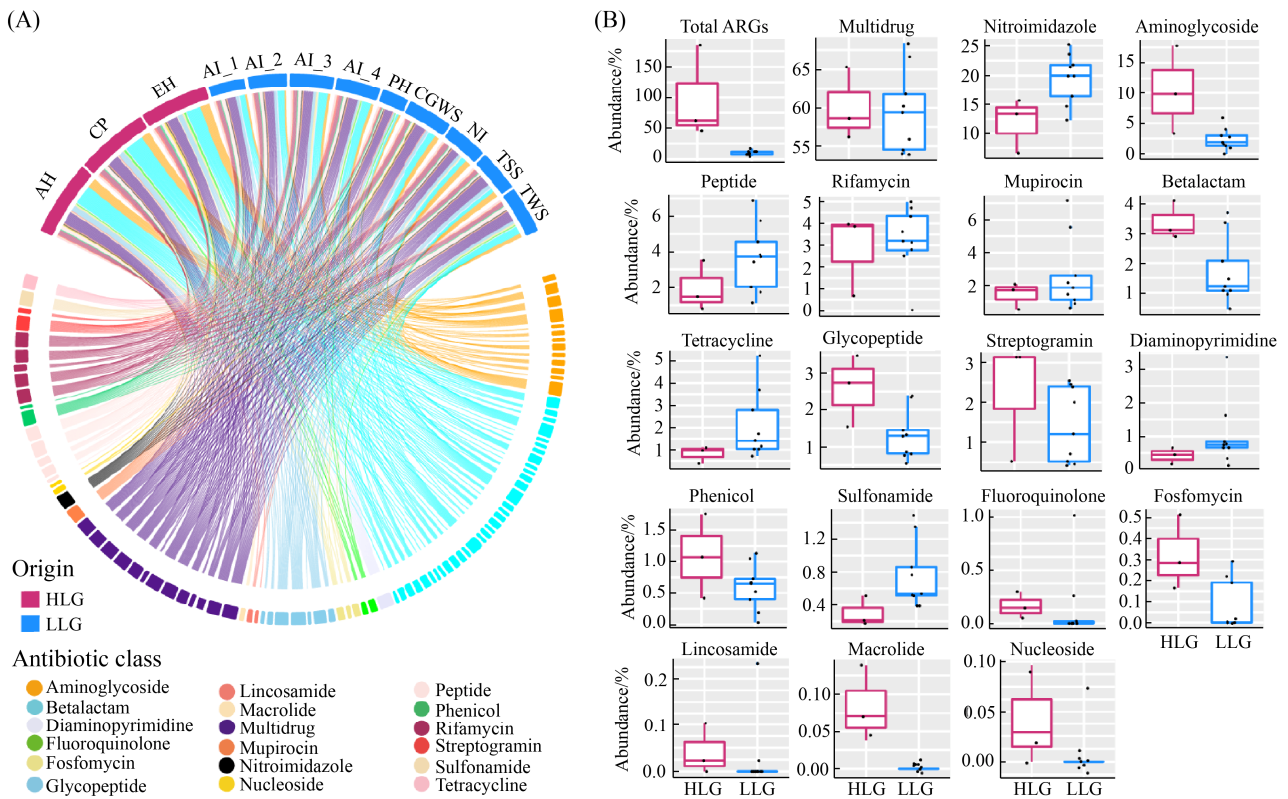 (A)
AH
CP
EH
AI_1
AI_2
AI_3
AI_4
PH
CGWS
NI
TSS
TWS
Origin
HLG
LLG
Antibiotic class
Aminoglycoside
Betalactam
Diaminopyrimidine
Fluoroquinolone
Fosfomycin
Glycopeptide
Lincosamide
Macrolide
Multidrug
Mupirocin
Nitroimidazole
Nucleoside
Peptide
Phenicol
Rifamycin
Streptogramin
Sulfonamide
Tetracycline
(B)
Total ARGs
Abundance/%
150
100
50
0
Multidrug
65
60
55
Nitroimidazole
25
20
15
10
Aminoglycoside
15
10
5
0
Peptide
Abundance/%
6
4
2
Rifamycin
5
4
3
2
1
0
Mupirocin
6
4
2
Betalactam
4
3
2
1
Tetracycline
Abundance/%
5
4
3
2
1
Glycopeptide
3
2
1
Streptogramin
3
2
1
Diaminopyrimidine
3
2
1
0
Phenicol
Abundance/%
1.5
1.0
0.5
0.0
Sulfonamide
1.2
0.8
0.4
Fluoroquinolone
1.0
0.5
0.0
Fosfomycin
0.5
0.4
0.3
0.2
0.1
0.0
HLG LLG
Lincosamide
Abundance/%
0.2
0.1
0.0
HLG LLG
Macrolide
0.10
0.05
0.00
HLG LLG
Nucleoside
0.10
0.05
0.00
HLG LLG